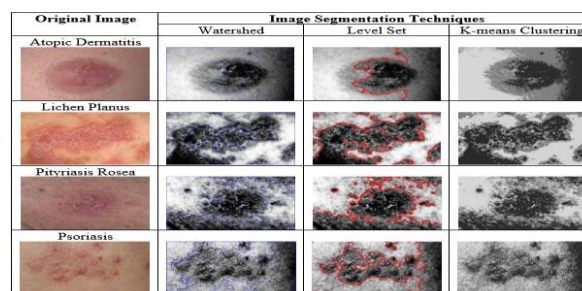 Original Image
Image Segmentation Techniques
Watershed
Level Set
K-means Clustering
Atopic Dermatitis
Lichen Planus
Pityriasis Rosea
Psoriasis